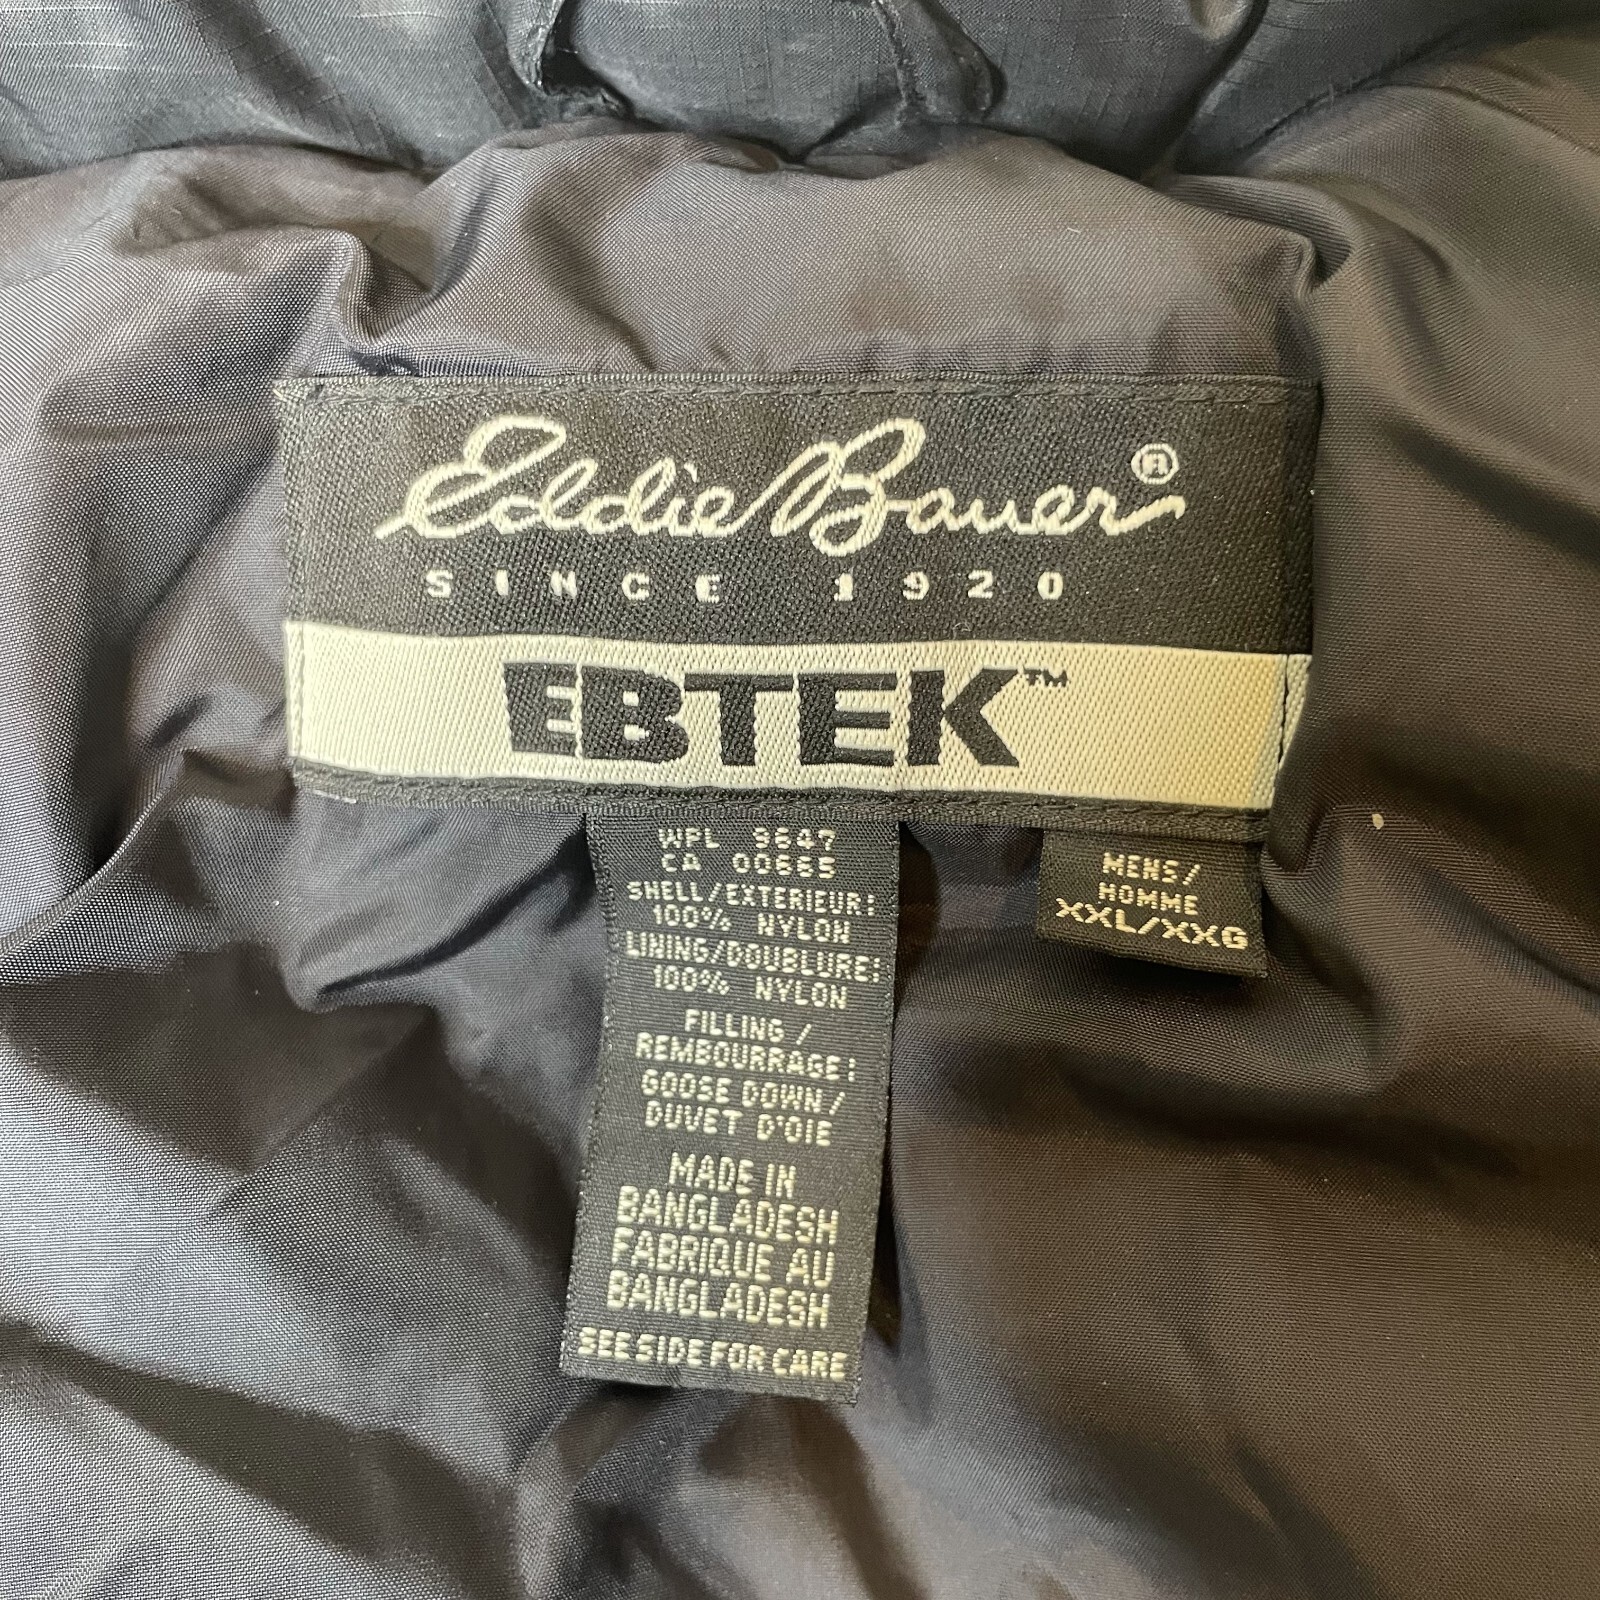 Eddie Bauer®
SINCE 1920
EBTEK™
WPL 9647
CA 00665
SHELL/EXTERIEUR:
100% NYLON
LINING/DOUBLURE:
100% NYLON
FILLING/
REMBOURRAGE:
GOOSE DOWN/
DUVET D'OIE
MADE IN
BANGLADESH
FABRIQUE AU
BANGLADESH
SEE SIDE FOR CARE
MENS/
HOMME
XXL/XXG